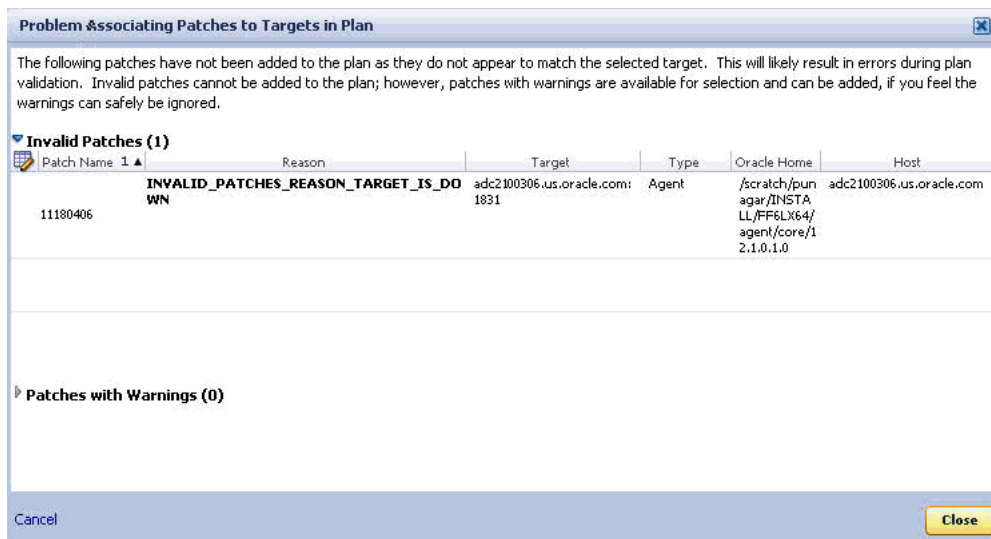 Problem Associating Patches to Targets in Plan
The following patches have not been added to the plan as they do not appear to match the selected target. This will likely result in errors during plan
validation. Invalid patches cannot be added to the plan; however, patches with warnings are available for selection and can be added, if you feel the
warnings can safely be ignored.
Invalid Patches (1)
Patch Name 1 Reason Target Type Oracle Home Host
INVALID_PATCHES_REASON_TARGET_IS_DO adc2100306.us.oracle.com: Agent /scratch/pun adc2100306.us.oracle.com
WN 1831 agar/INSTA
11180406 LL/FF6LX64/
agent/core/1
2.1.0.1.0
Patches with Warnings (0)
Cancel Close